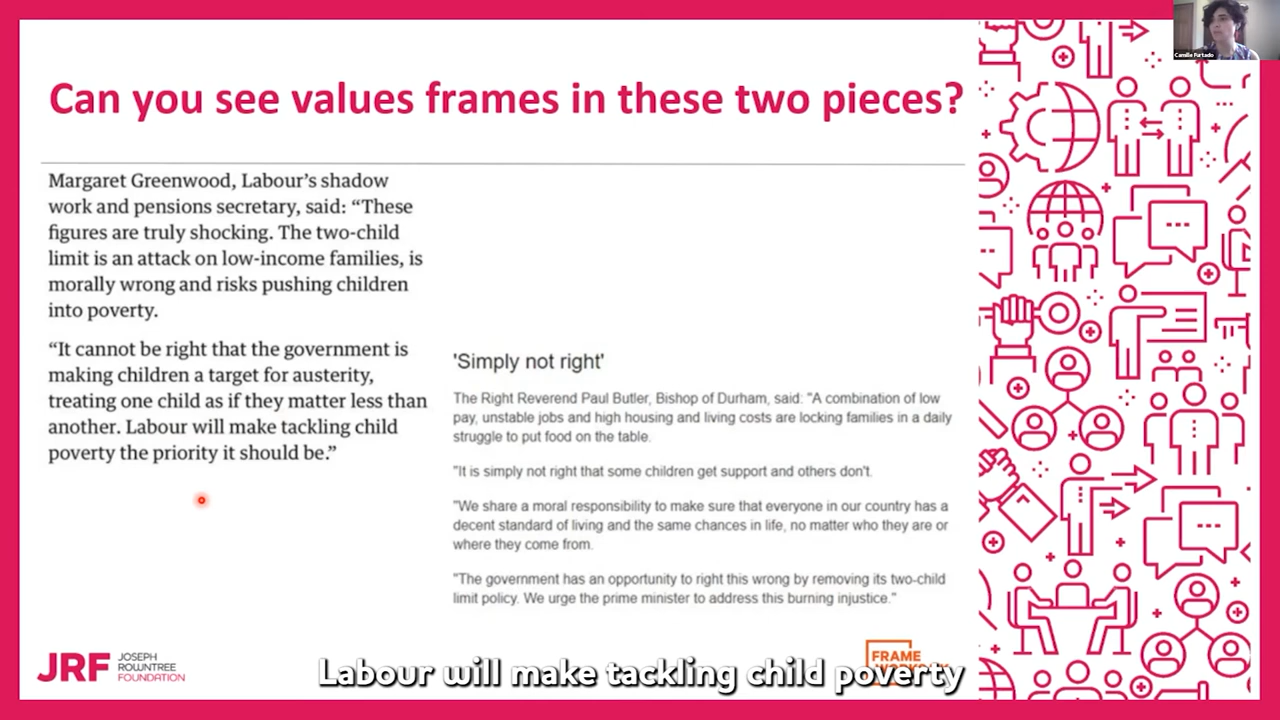 Camille Furtado
Can you see values frames in these two pieces?
Margaret Greenwood, Labour’s shadow
work and pensions secretary, said: “These
figures are truly shocking. The two-child
limit is an attack on low-income families, is
morally wrong and risks pushing children
into poverty.
“It cannot be right that the government is
making children a target for austerity,
treating one child as if they matter less than
another. Labour will make tackling child
poverty the priority it should be.”
'Simply not right'
The Right Reverend Paul Butler, Bishop of Durham, said: "A combination of low
pay, unstable jobs and high housing and living costs are locking families in a daily
struggle to put food on the table.
"It is simply not right that some children get support and others don't.
"We share a moral responsibility to make sure that everyone in our country has a
decent standard of living and the same chances in life, no matter who they are or
where they come from.
"The government has an opportunity to right this wrong by removing its two-child
limit policy. We urge the prime minister to address this burning injustice."
JRF
JOSEPH
ROWNTREE
FOUNDATION
FRAME
Labour will make tackling child poverty